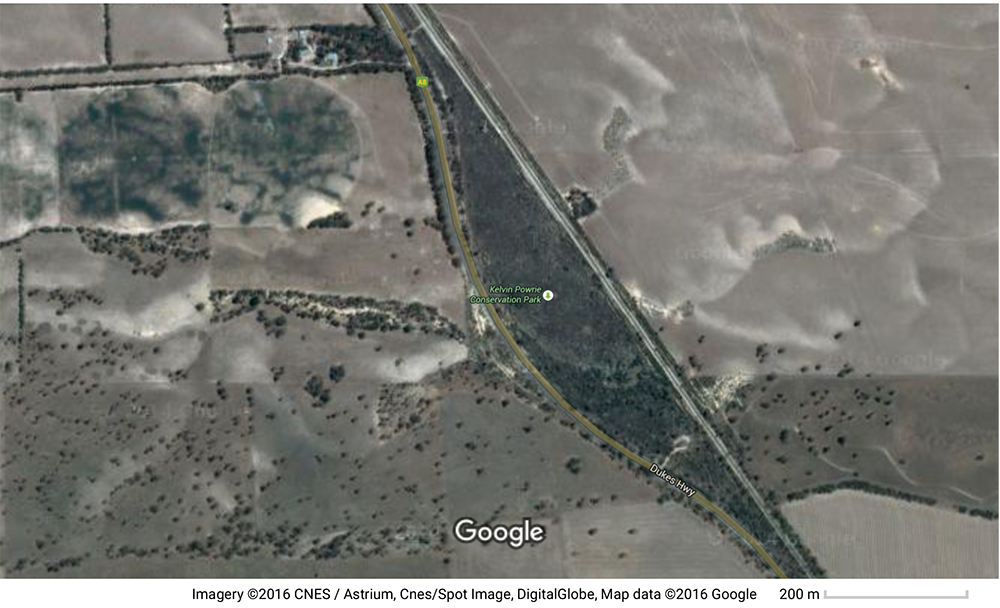 A8
Kelvin Powrie
Conservation Park
Dukes Hwy
Google
Imagery ©2016 CNES / Astrium, Cnes/Spot Image, DigitalGlobe, Map data ©2016 Google 200 m